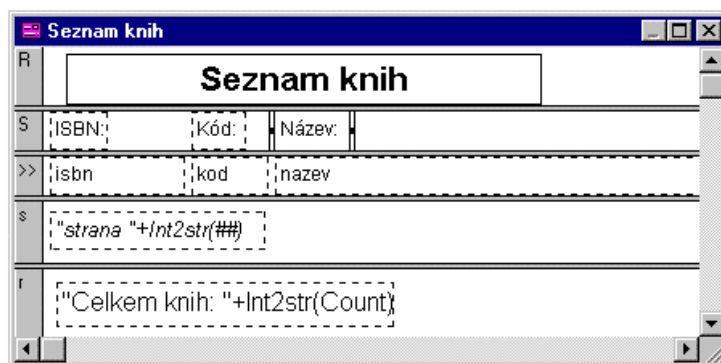 Seznam knih
R
Seznam knih
S ISBN: Kód: Název:
>> isbn kod nazev
s "strana "+Int2str(##)
r "Celkem knih: "+Int2str(Count)